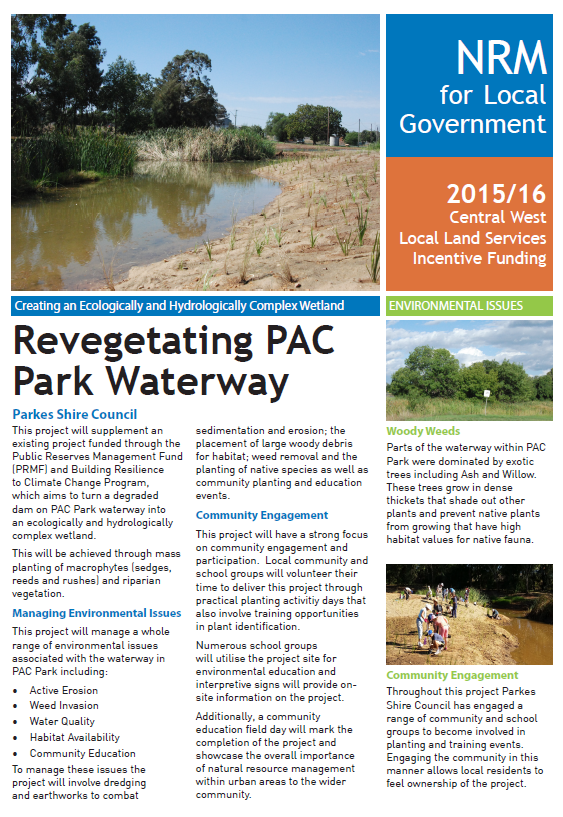 NRM
for Local
Government
2015/16
Central West
Local Land Services
Incentive Funding
Creating an Ecologically and Hydrologically Complex Wetland
Revegetating PAC
Park Waterway
Parkes Shire Council
This project will supplement an
existing project funded through the
Public Reserves Management Fund
(PRMF) and Building Resilience
to Climate Change Program,
which aims to turn a degraded
dam on PAC Park waterway into
an ecologically and hydrologically
complex wetland.
This will be achieved through mass
planting of macrophytes (sedges,
reeds and rushes) and riparian
vegetation.
Managing Environmental Issues
This project will manage a whole
range of environmental issues
associated with the waterway in
PAC Park including:
• Active Erosion
• Weed Invasion
• Water Quality
• Habitat Availability
• Community Education
To manage these issues the
project will involve dredging
and earthworks to combat
sedimentation and erosion; the
placement of large woody debris
for habitat; weed removal and the
planting of native species as well as
community planting and education
events.
Community Engagement
This project will have a strong focus
on community engagement and
participation.  Local community and
school groups will volunteer their
time to deliver this project through
practical planting activitiy days that
also involve training opportunities
in plant identification.
Numerous school groups
will utilise the project site for
environmental education and
interpretive signs will provide on-
site information on the project.
Additionally, a community
education field day will mark the
completion of the project and
showcase the overall importance
of natural resource management
within urban areas to the wider
community.
ENVIRONMENTAL ISSUES
Woody Weeds
Parts of the waterway within PAC
Park were dominated by exotic
trees including Ash and Willow.
These trees grow in dense
thickets that shade out other
plants and prevent native plants
from growing that have high
habitat values for native fauna.
Community Engagement
Throughout this project Parkes
Shire Council has engaged a
range of community and school
groups to become involved in
planting and training events.
Engaging the community in this
manner allows local residents to
feel ownership of the project.